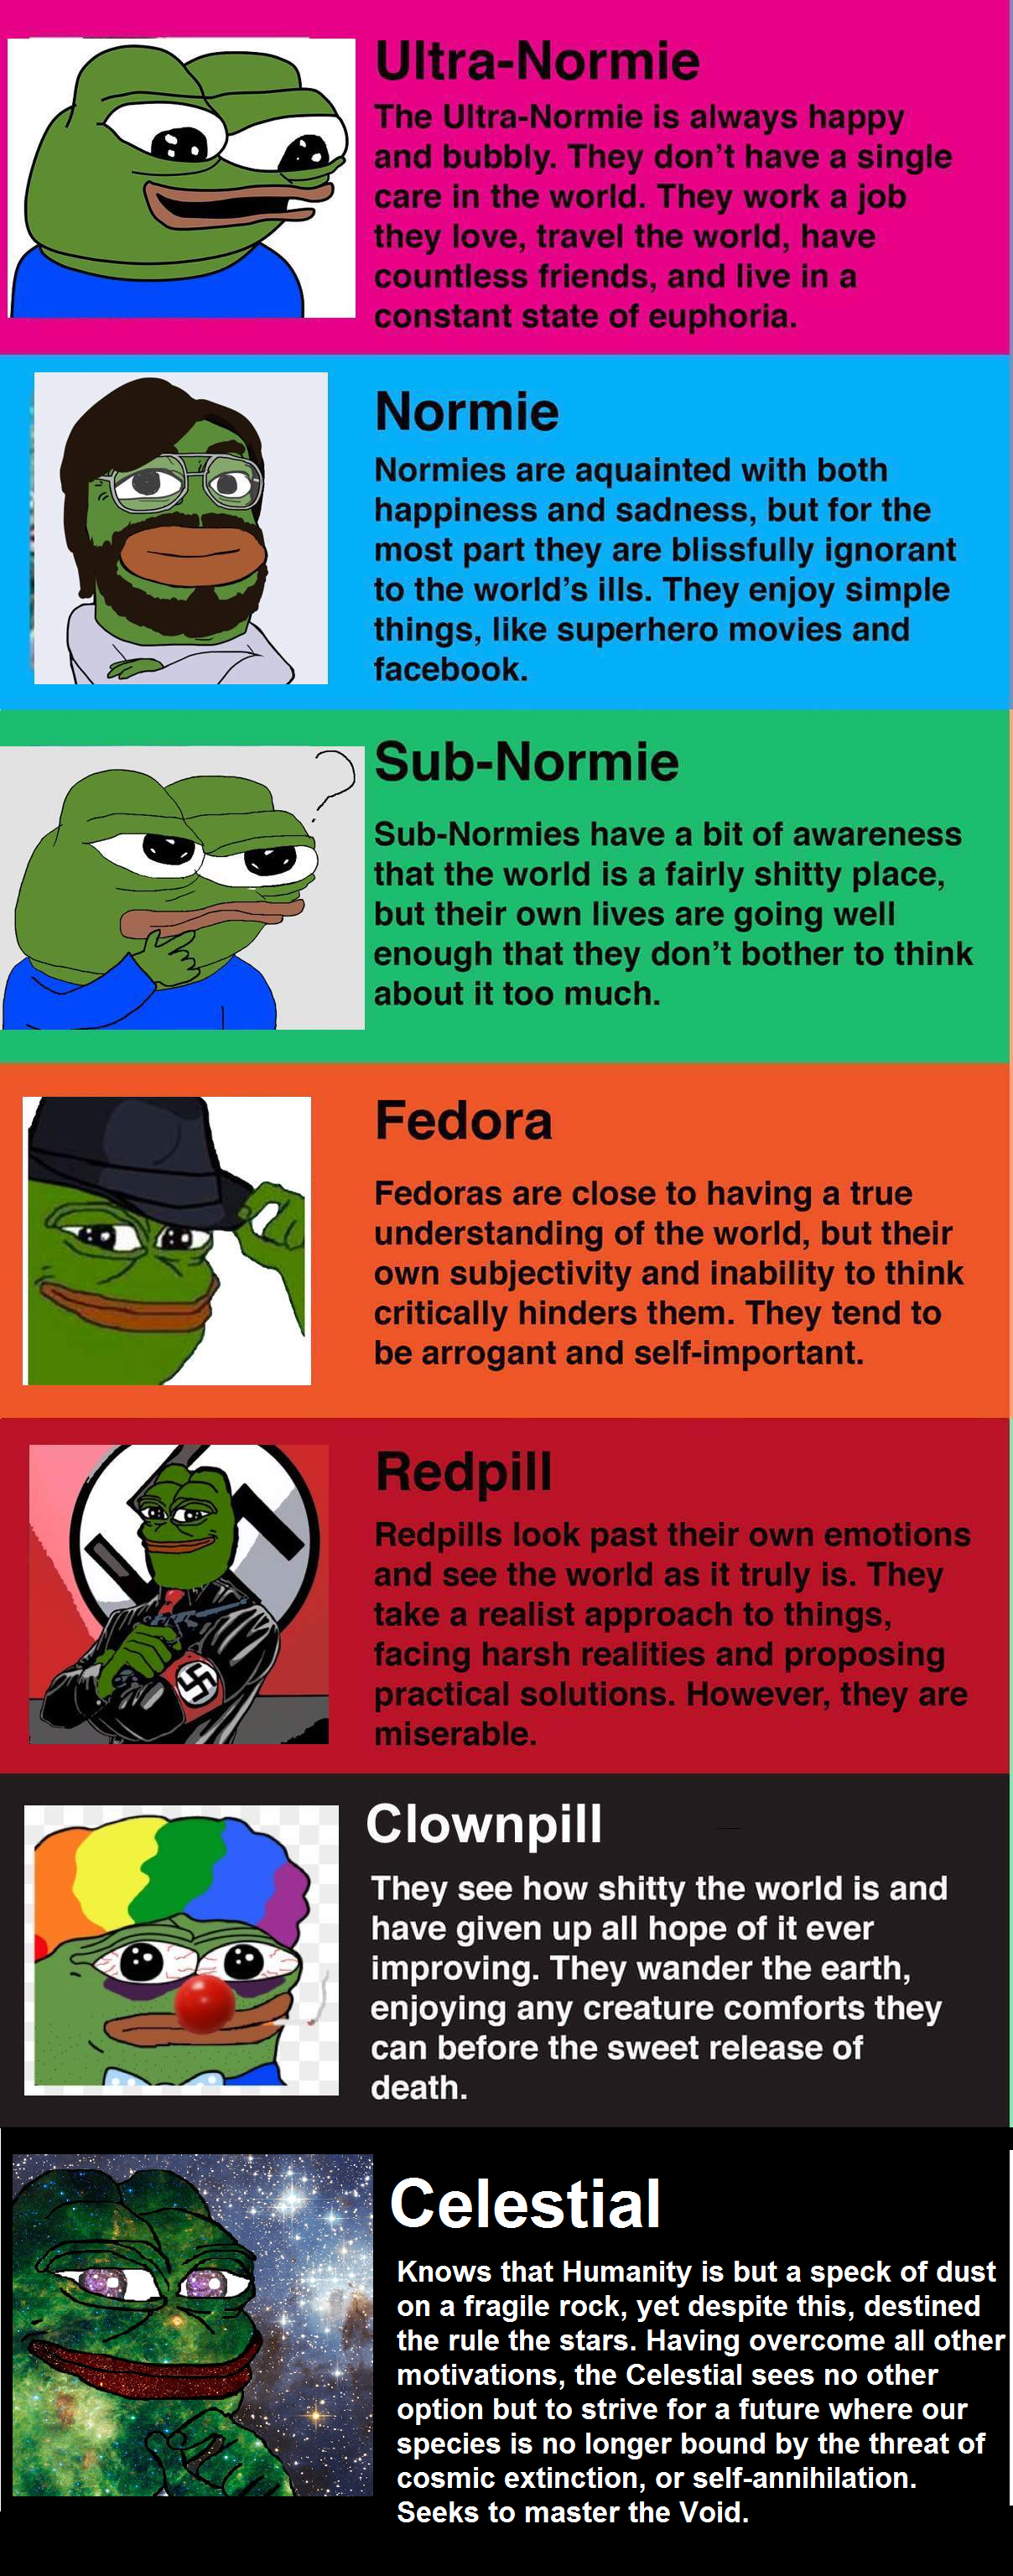 Ultra-Normie
The Ultra-Normie is always happy
and bubbly. They don't have a single
care in the world. They work a job
they love, travel the world, have
countless friends, and live in a
constant state of euphoria.
Normie
Normies are aquainted with both
happiness and sadness, but for the
most part they are blissfully ignorant
to the world's ills. They enjoy simple
things, like superhero movies and
facebook.
Sub-Normie
Sub-Normies have a bit of awareness
that the world is a fairly shitty place,
but their own lives are going well
enough that they don't bother to think
about it too much.
Fedora
Fedoras are close to having a true
understanding of the world, but their
own subjectivity and inability to think
critically hinders them. They tend to
be arrogant and self-important.
Redpill
Redpills look past their own emotions
and see the world as it truly is. They
take a realist approach to things,
facing harsh realities and proposing
practical solutions. However, they are
miserable.
Clownpill
They see how shitty the world is and
have given up all hope of it ever
improving. They wander the earth,
enjoying any creature comforts they
can before the sweet release of
death.
Celestial
Knows that Humanity is but a speck of dust
on a fragile rock, yet despite this, destined
the rule the stars. Having overcome all other
motivations, the Celestial sees no other
option but to strive for a future where our
species is no longer bound by the threat of
cosmic extinction, or self-annihilation.
Seeks to master the Void.